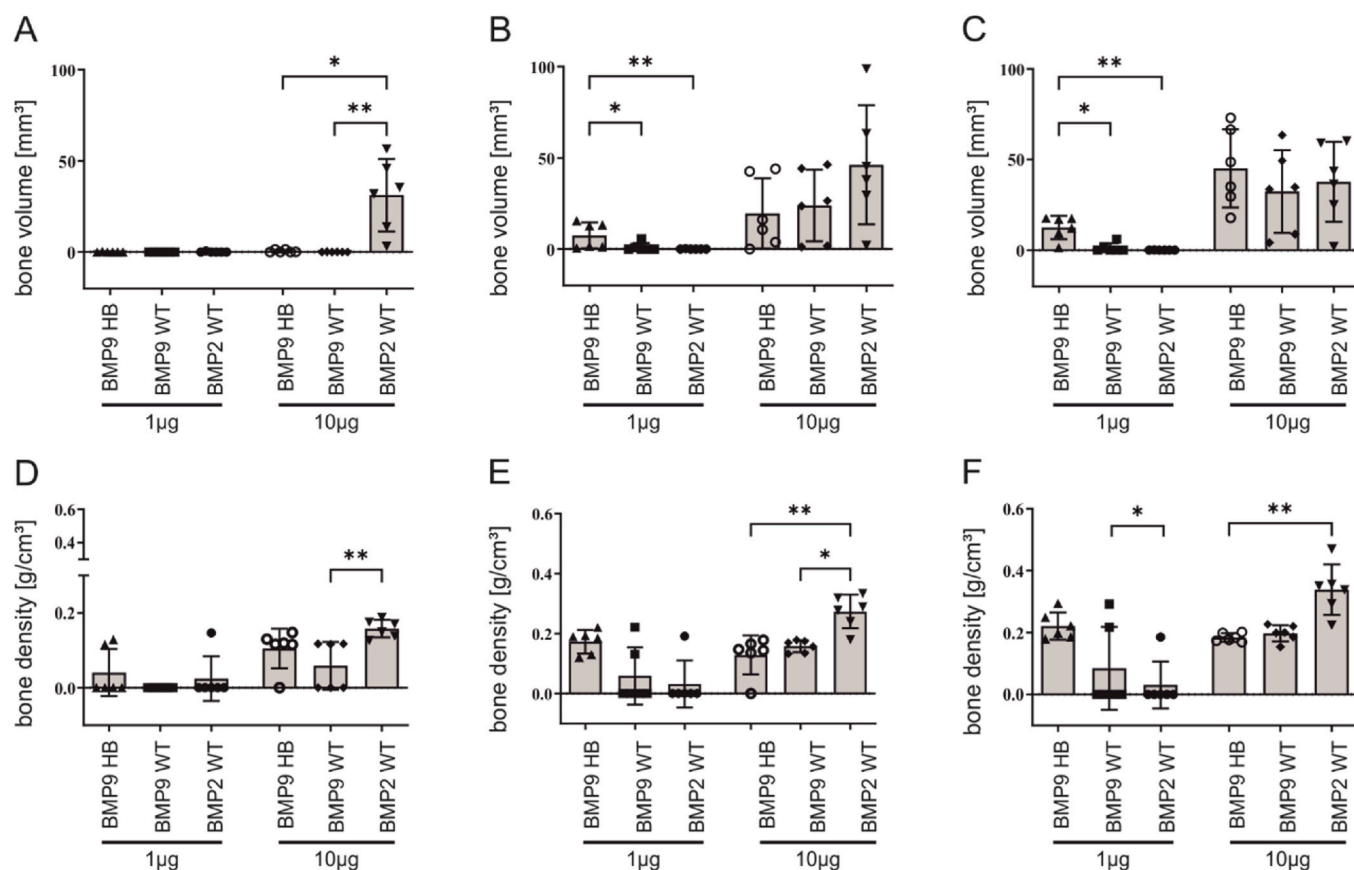 A
bone volume [mm³]
100
50
0
*
**
BMP9 HB
BMP9 WT
BMP2 WT
BMP9 HB
BMP9 WT
BMP2 WT
1µg
10µg
B
bone volume [mm³]
100
50
0
**
*
BMP9 HB
BMP9 WT
BMP2 WT
BMP9 HB
BMP9 WT
BMP2 WT
1µg
10µg
C
bone volume [mm³]
100
50
0
**
*
BMP9 HB
BMP9 WT
BMP2 WT
BMP9 HB
BMP9 WT
BMP2 WT
1µg
10µg
D
bone density [g/cm³]
0.6
0.4
0.2
0.0
**
BMP9 HB
BMP9 WT
BMP2 WT
BMP9 HB
BMP9 WT
BMP2 WT
1µg
10µg
E
bone density [g/cm³]
0.6
0.4
0.2
0.0
**
*
BMP9 HB
BMP9 WT
BMP2 WT
BMP9 HB
BMP9 WT
BMP2 WT
1µg
10µg
F
bone density [g/cm³]
0.6
0.4
0.2
0.0
*
**
BMP9 HB
BMP9 WT
BMP2 WT
BMP9 HB
BMP9 WT
BMP2 WT
1µg
10µg